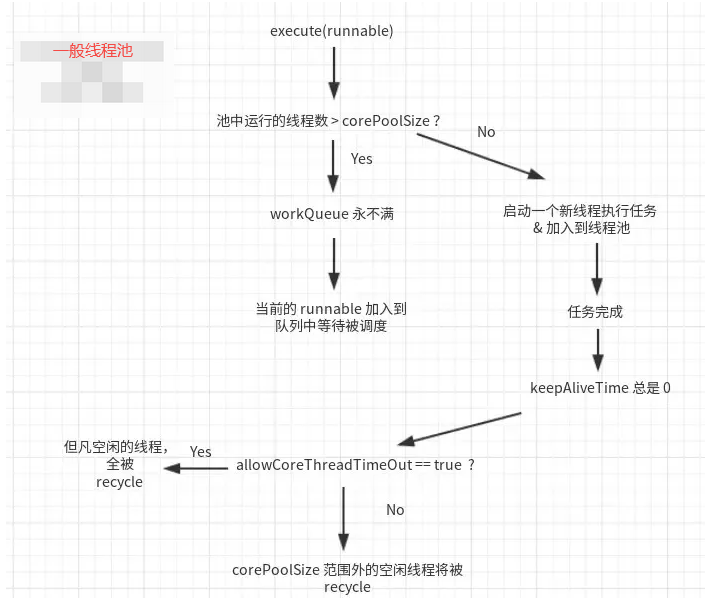 一般线程池
execute(runnable)
池中运行的线程数 > corePoolSize ?
No
Yes
workQueue 永不满
启动一个新线程执行任务
& 加入到线程池
当前的 runnable 加入到
队列中等待被调度
任务完成
keepAliveTime 总是 0
但凡空闲的线程，
全被
recycle
Yes
allowCoreThreadTimeOut == true ?
No
corePoolSize 范围外的空闲线程将被
recycle